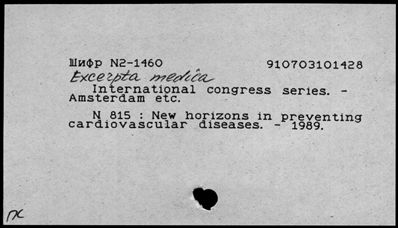 Шифр N2-1460 910703101428
Excerpta medica
International congress series. -
Amsterdam etc.
N 815 : New horizons in preventing
cardiovascular diseases. - 1989.